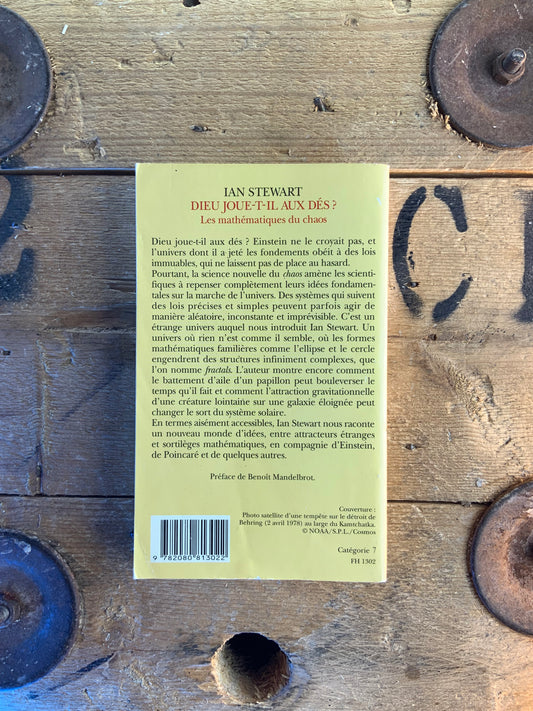 IAN STEWART
DIEU JOUE-T-IL AUX DÉS ?
Les mathématiques du chaos
Dieu joue-t-il aux dés ? Einstein ne le croyait pas, et
l'univers dont il a jeté les fondements obéit à des lois
immuables, qui ne laissent pas de place au hasard.
Pourtant, la science nouvelle du chaos amène les scienti-
fiques à repenser complètement leurs idées fondamen-
tales sur la marche de l'univers. Des systèmes qui suivent
des lois précises et simples peuvent parfois agir de
manière aléatoire, inconstante et imprévisible. C'est un
étrange univers auquel nous introduit Ian Stewart. Un
univers où rien n'est comme il semble, où les formes
mathématiques familières comme l'ellipse et le cercle
engendrent des structures infiniment complexes, que
l'on nomme fractals. L'auteur montre encore comment
le battement d'aile d'un papillon peut bouleverser le
temps qu'il fait et comment l'attraction gravitationnelle
d'une créature lointaine sur une galaxie éloignée peut
changer le sort du système solaire.
En termes aisément accessibles, Ian Stewart nous raconte
un nouveau monde d'idées, entre attracteurs étranges
et sortilèges mathématiques, en compagnie d'Einstein,
de Poincaré et de quelques autres.
Préface de Benoît Mandelbrot.
Couverture :
Photo satellite d'une tempête sur le détroit de
Behring (2 avril 1978) au large du Kamtchatka.
© NOAA/S.P.L./Cosmos
9 782080 813022
Catégorie 7
FH 1302
C